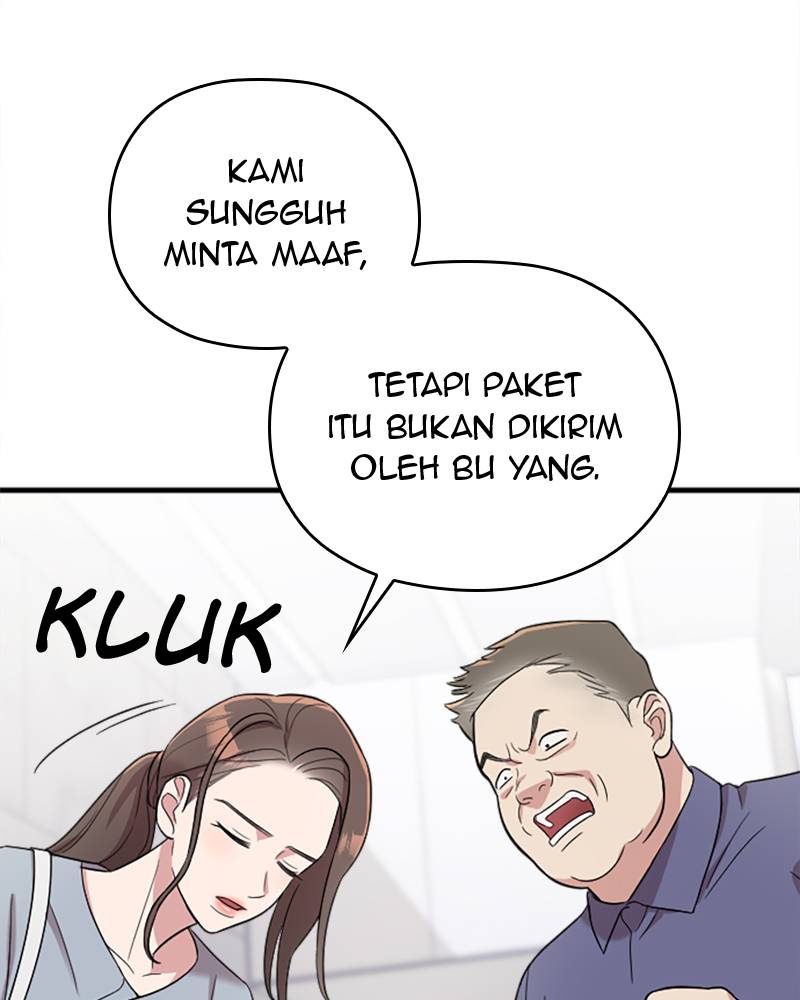 KAMI
SUNGGUH
MINTA MAAF,
TETAPI PAKET
ITU BUKAN DIKIRIM
OLEH BU YANG.
KLUK